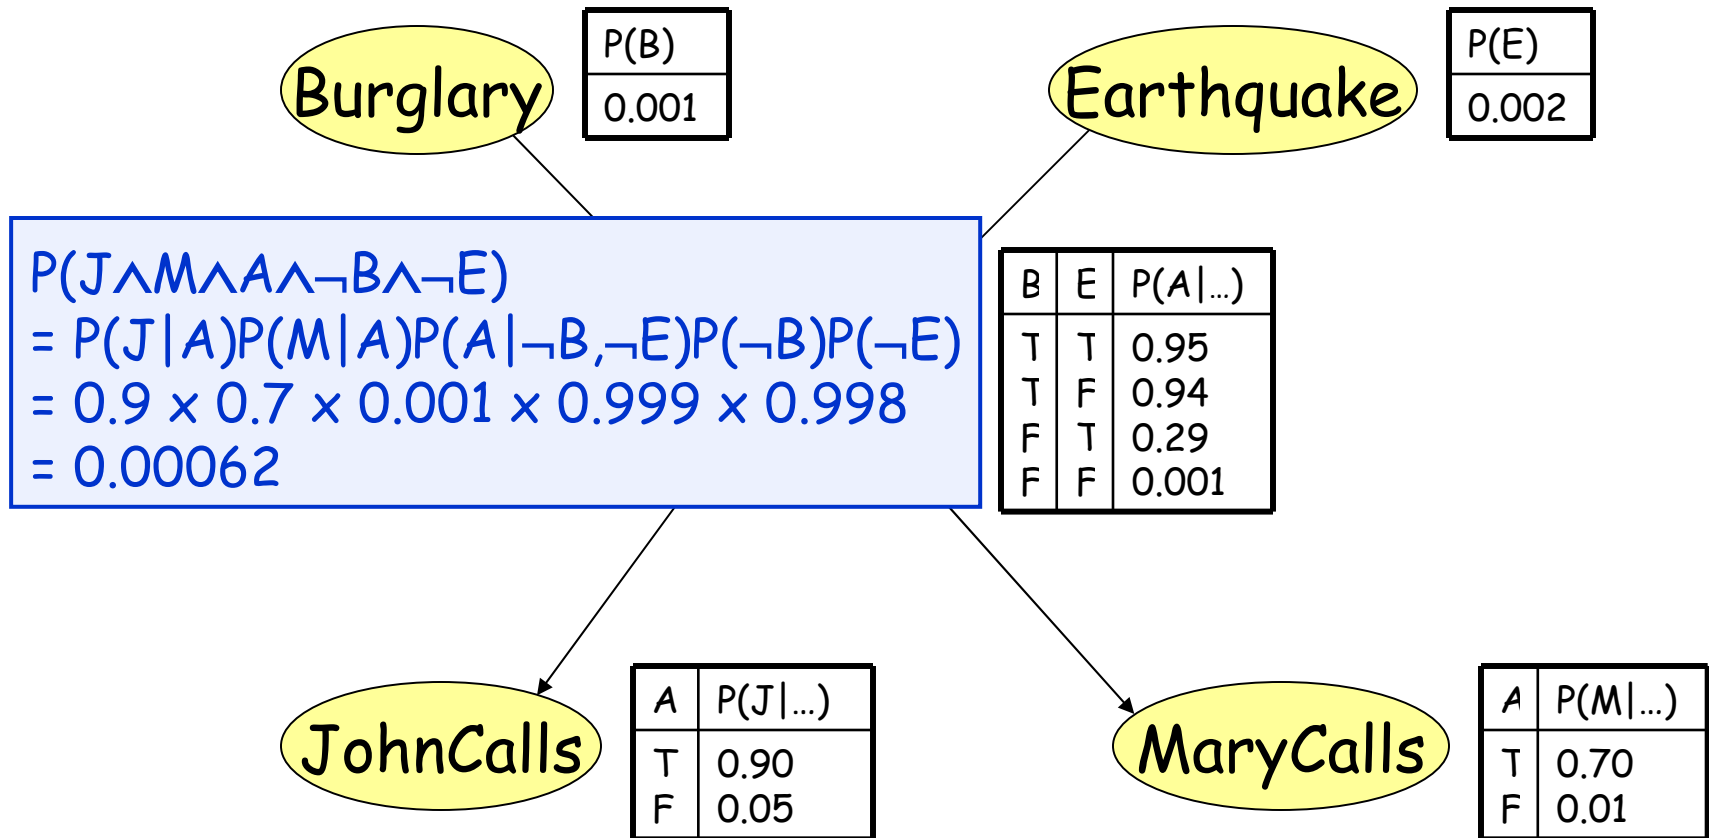 Burglary
P(B)
0.001
Earthquake
P(E)
0.002
P(J∧M∧A∧¬B∧¬E)
= P(J|A)P(M|A)P(A|¬B,¬E)P(¬B)P(¬E)
= 0.9 x 0.7 x 0.001 x 0.999 x 0.998
= 0.00062
B E P(A|…)
T T 0.95
T F 0.94
F T 0.29
F F 0.001
JohnCalls
A P(J|…)
T 0.90
F 0.05
MaryCalls
A P(M|…)
T 0.70
F 0.01